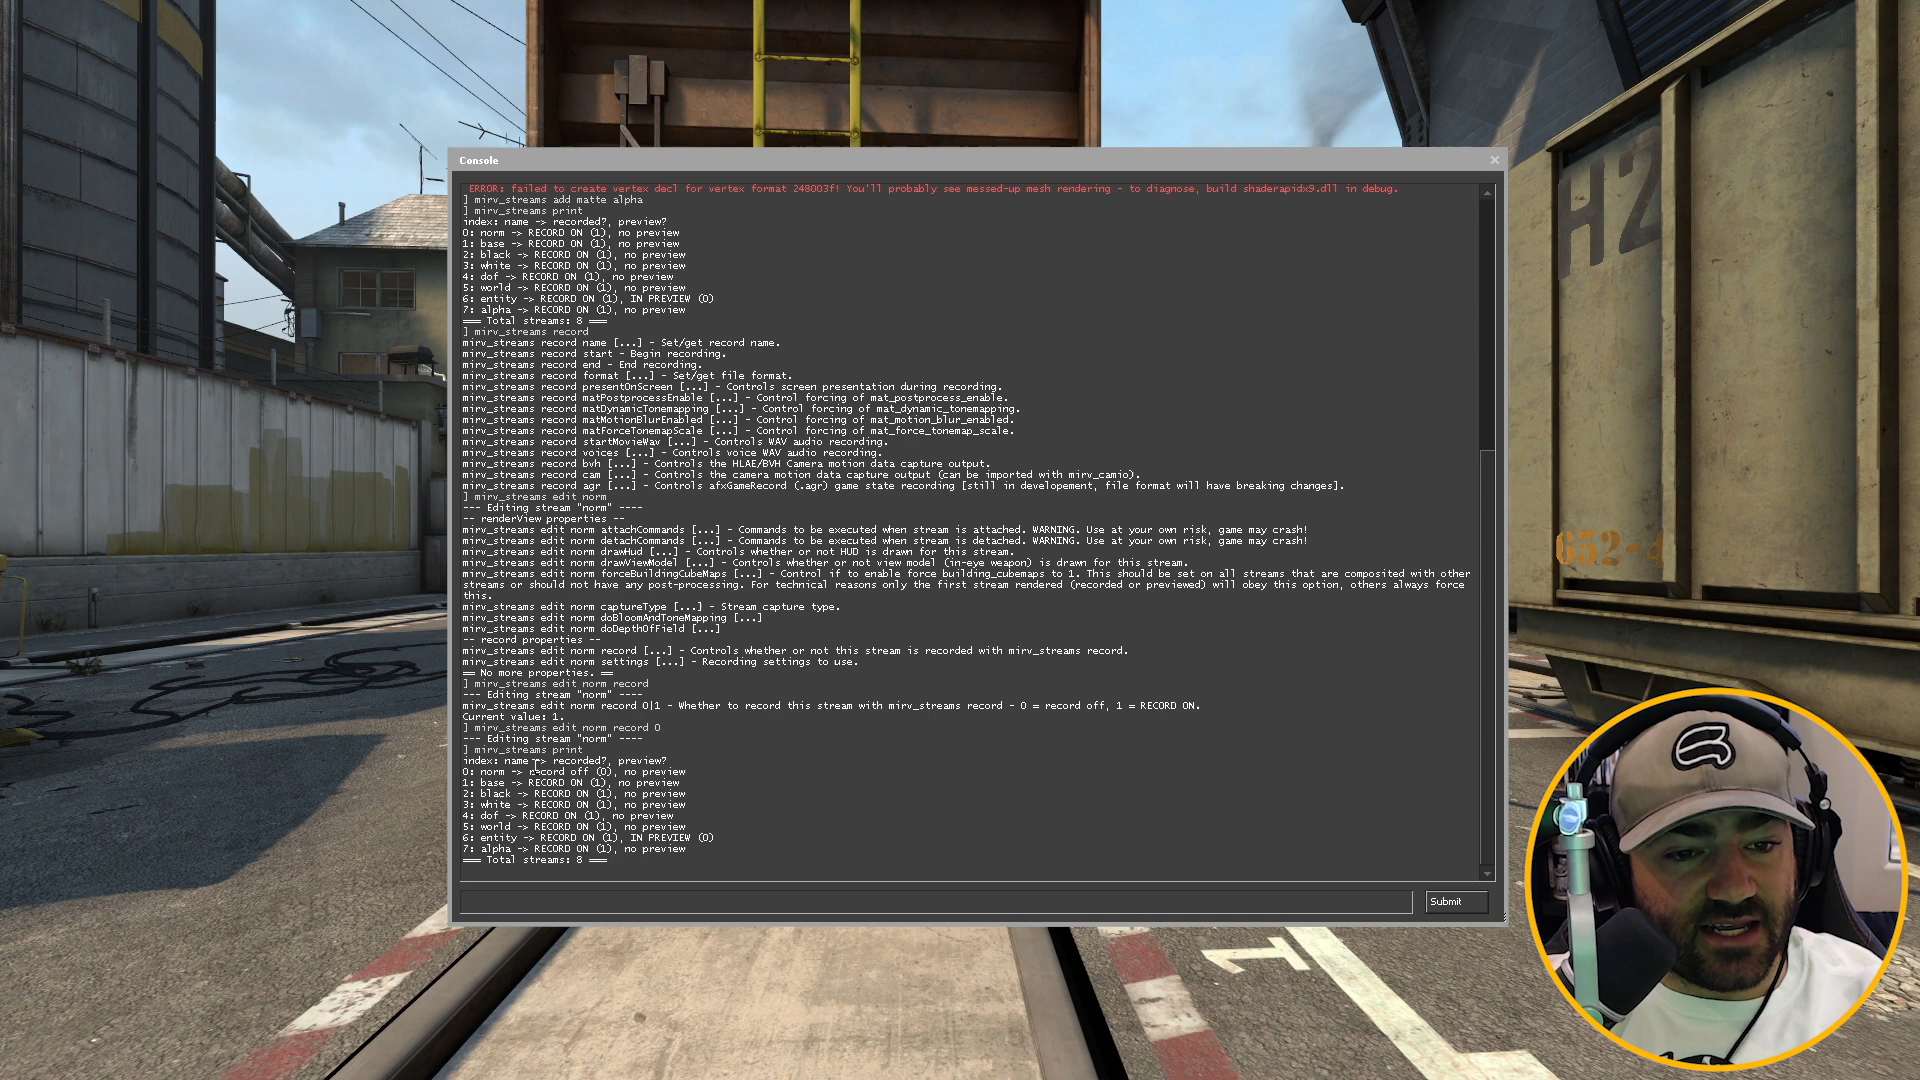 Console
ERROR: failed to create vertex decl for vertex format 248003f! You'll probably see messed-up mesh rendering - to diagnose, build shaderapidx9.dll in debug.
] mirv_streams add matte alpha
] mirv_streams print
index: name -> recorded?, preview?
0: norm -> RECORD ON (1), no preview
1: base -> RECORD ON (1), no preview
2: black -> RECORD ON (1), no preview
3: white -> RECORD ON (1), no preview
4: dof -> RECORD ON (1), no preview
5: world -> RECORD ON (1), no preview
6: entity -> RECORD ON (1), IN PREVIEW (0)
7: alpha -> RECORD ON (1), no preview
=== Total streams: 8 ===
] mirv_streams record
mirv_streams record name [...] - Set/get record name.
mirv_streams record start - Begin recording.
mirv_streams record end - End recording.
mirv_streams record format [...] - Set/get file format.
mirv_streams record presentOnScreen [...] - Controls screen presentation during recording.
mirv_streams record matPostprocessEnable [...] - Control forcing of mat_postprocess_enable.
mirv_streams record matDynamicTonemapping [...] - Control forcing of mat_dynamic_tonemapping.
mirv_streams record matMotionBlurEnabled [...] - Control forcing of mat_motion_blur_enabled.
mirv_streams record matForceTonemapScale [...] - Control forcing of mat_force_tonemap_scale.
mirv_streams record startMovieWav [...] - Controls WAV audio recording.
mirv_streams record voices [...] - Controls voice WAV audio recording.
mirv_streams record bvh [...] - Controls the HLAE/BVH Camera motion data capture output.
mirv_streams record cam [...] - Controls the camera motion data capture output (can be imported with mirv_camio).
mirv_streams record agr [...] - Controls afxGameRecord (.agr) game state recording [still in developement, file format will have breaking changes].
] mirv_streams edit norm
--- Editing stream "norm" ----
-- renderView properties --
mirv_streams edit norm attachCommands [...] - Commands to be executed when stream is attached. WARNING. Use at your own risk, game may crash!
mirv_streams edit norm detachCommands [...] - Commands to be executed when stream is detached. WARNING. Use at your own risk, game may crash!
mirv_streams edit norm drawHud [...] - Controls whether or not HUD is drawn for this stream.
mirv_streams edit norm drawViewModel [...] - Controls whether or not view model (in-eye weapon) is drawn for this stream.
mirv_streams edit norm forceBuildingCubeMaps [...] - Control if to enable force building_cubemaps to 1. This should be set on all streams that are composited with other
streams or should not have any post-processing. For technical reasons only the first stream rendered (recorded or previewed) will obey this option, others always force
this.
mirv_streams edit norm captureType [...] - Stream capture type.
mirv_streams edit norm doBloomAndToneMapping [...]
mirv_streams edit norm doDepthOfField [...]
-- record properties --
mirv_streams edit norm record [...] - Controls whether or not this stream is recorded with mirv_streams record.
mirv_streams edit norm settings [...] - Recording settings to use.
== No more properties. ==
] mirv_streams edit norm record
--- Editing stream "norm" ----
mirv_streams edit norm record 0|1 - Whether to record this stream with mirv_streams record - 0 = record off, 1 = RECORD ON.
Current value: 1.
] mirv_streams edit norm record 0
--- Editing stream "norm" ----
] mirv_streams print
index: name -> recorded?, preview?
0: norm -> record off (0), no preview
1: base -> RECORD ON (1), no preview
2: black -> RECORD ON (1), no preview
3: white -> RECORD ON (1), no preview
4: dof -> RECORD ON (1), no preview
5: world -> RECORD ON (1), no preview
6: entity -> RECORD ON (1), IN PREVIEW (0)
7: alpha -> RECORD ON (1), no preview
=== Total streams: 8 ===
Submit
H2
652-4
1